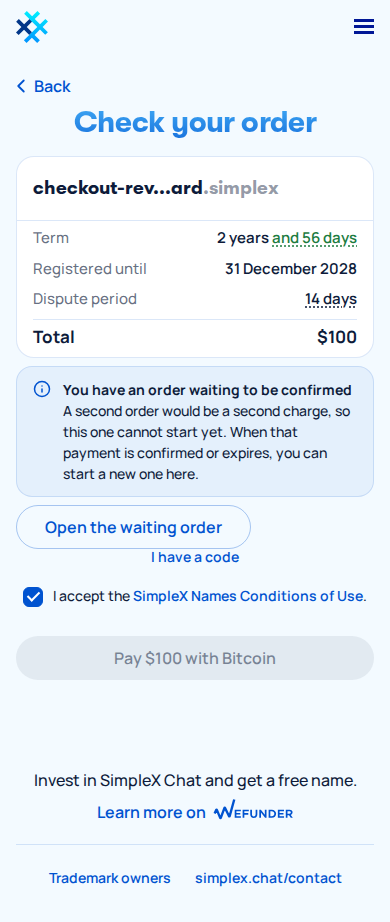 Back
Check your order
checkout-rev...ard.simplex
Term 2 years and 56 days
Registered until 31 December 2028
Dispute period 14 days
Total $100
You have an order waiting to be confirmed
A second order would be a second charge, so
this one cannot start yet. When that
payment is confirmed or expires, you can
start a new one here.
Open the waiting order
I have a code
I accept the SimpleX Names Conditions of Use.
Pay $100 with Bitcoin
Invest in SimpleX Chat and get a free name.
Learn more on WEFUNDER
Trademark owners simplex.chat/contact